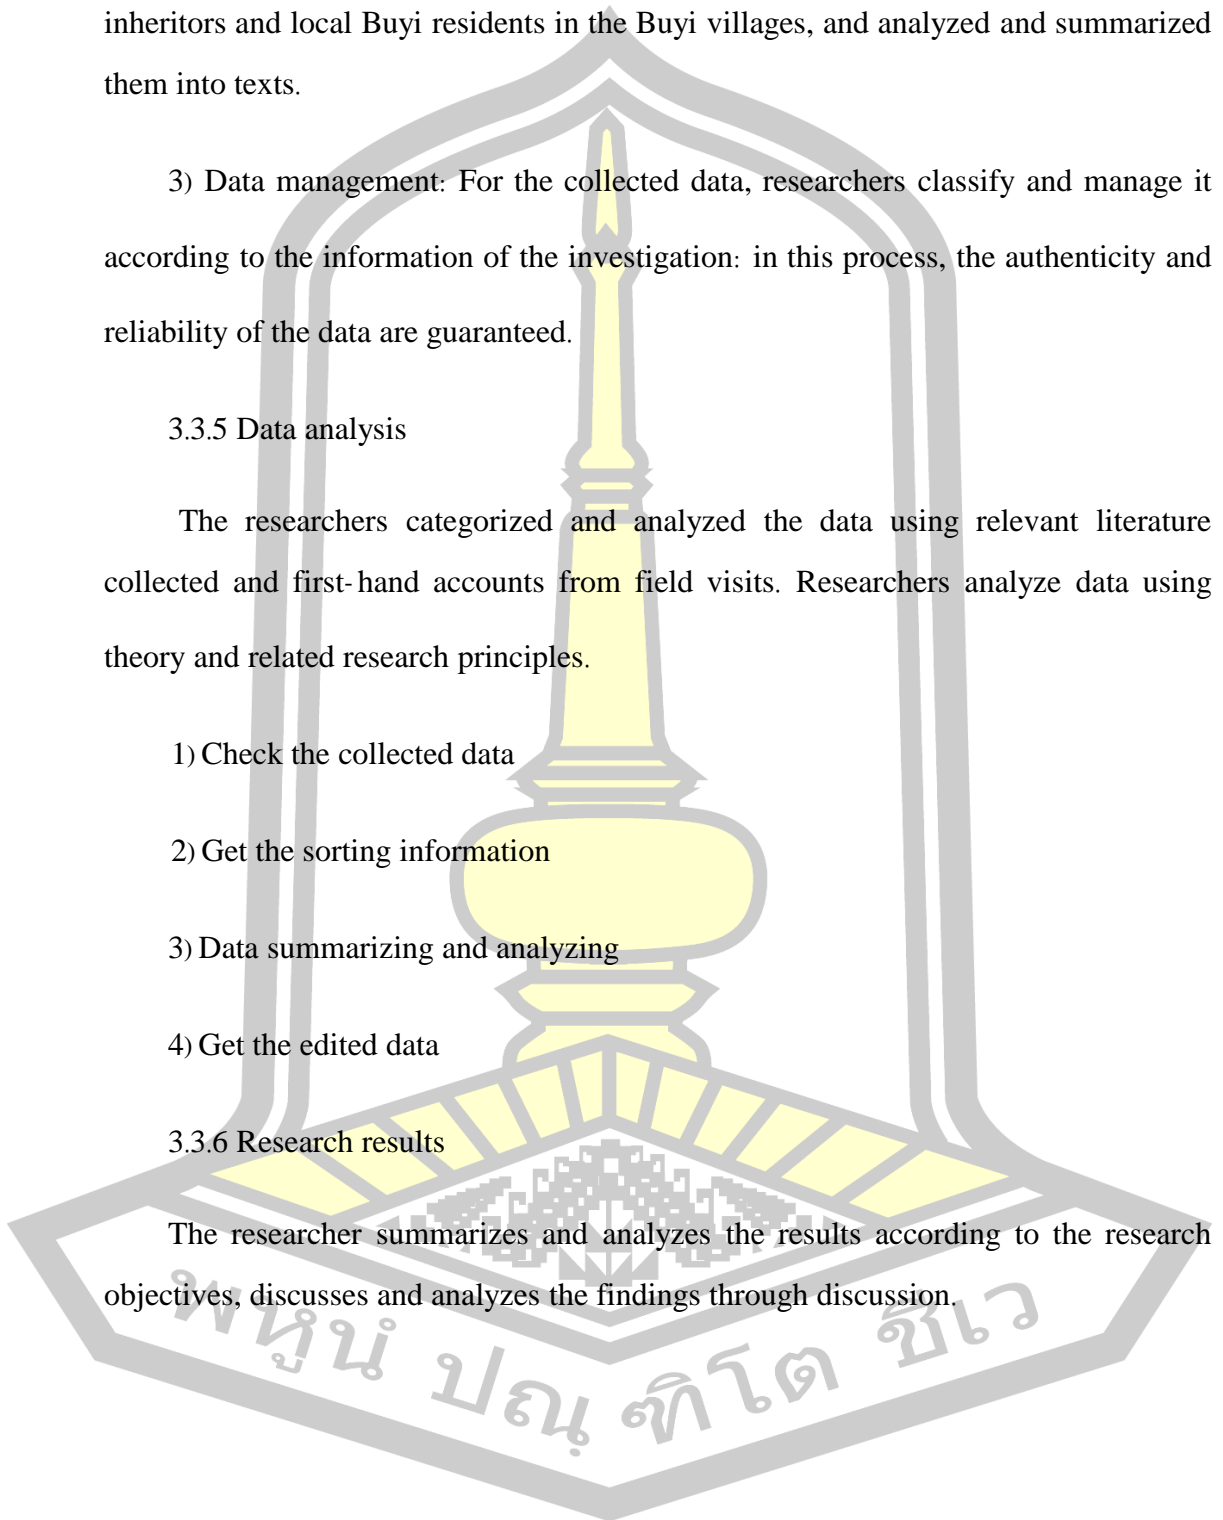 inheritors and local Buyi residents in the Buyi villages, and analyzed and summarized
them into texts.
3) Data management: For the collected data, researchers classify and manage it
according to the information of the investigation: in this process, the authenticity and
reliability of the data are guaranteed.
3.3.5 Data analysis
The researchers categorized and analyzed the data using relevant literature
collected and first-hand accounts from field visits. Researchers analyze data using
theory and related research principles.
1) Check the collected data
2) Get the sorting information
3) Data summarizing and analyzing
4) Get the edited data
3.3.6 Research results
The researcher summarizes and analyzes the results according to the research
objectives, discusses and analyzes the findings through discussion.
พหูนํ ปณฺฑิโต ชีเว